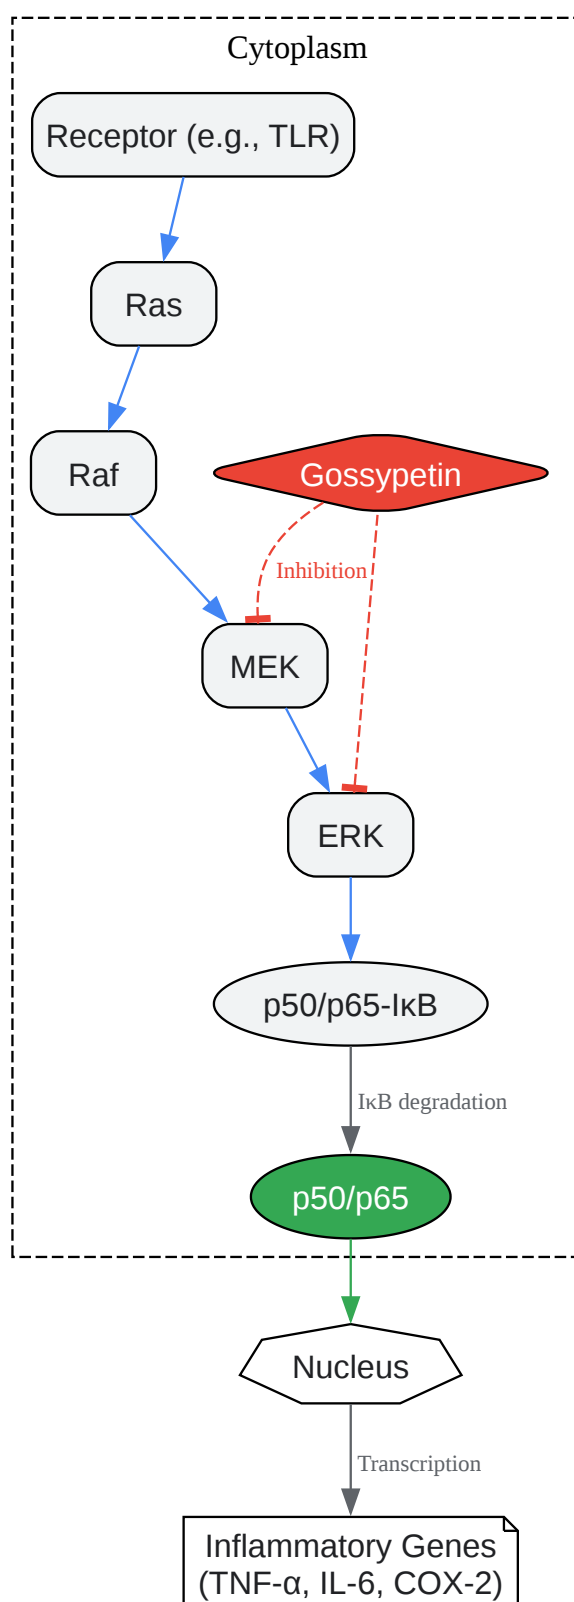 Cytoplasm
Receptor (e.g., TLR)
Ras
Raf
Gossypetin
Inhibition
MEK
ERK
p50/p65-IκB
IκB degradation
p50/p65
Nucleus
Transcription
Inflammatory Genes
(TNF-α, IL-6, COX-2)